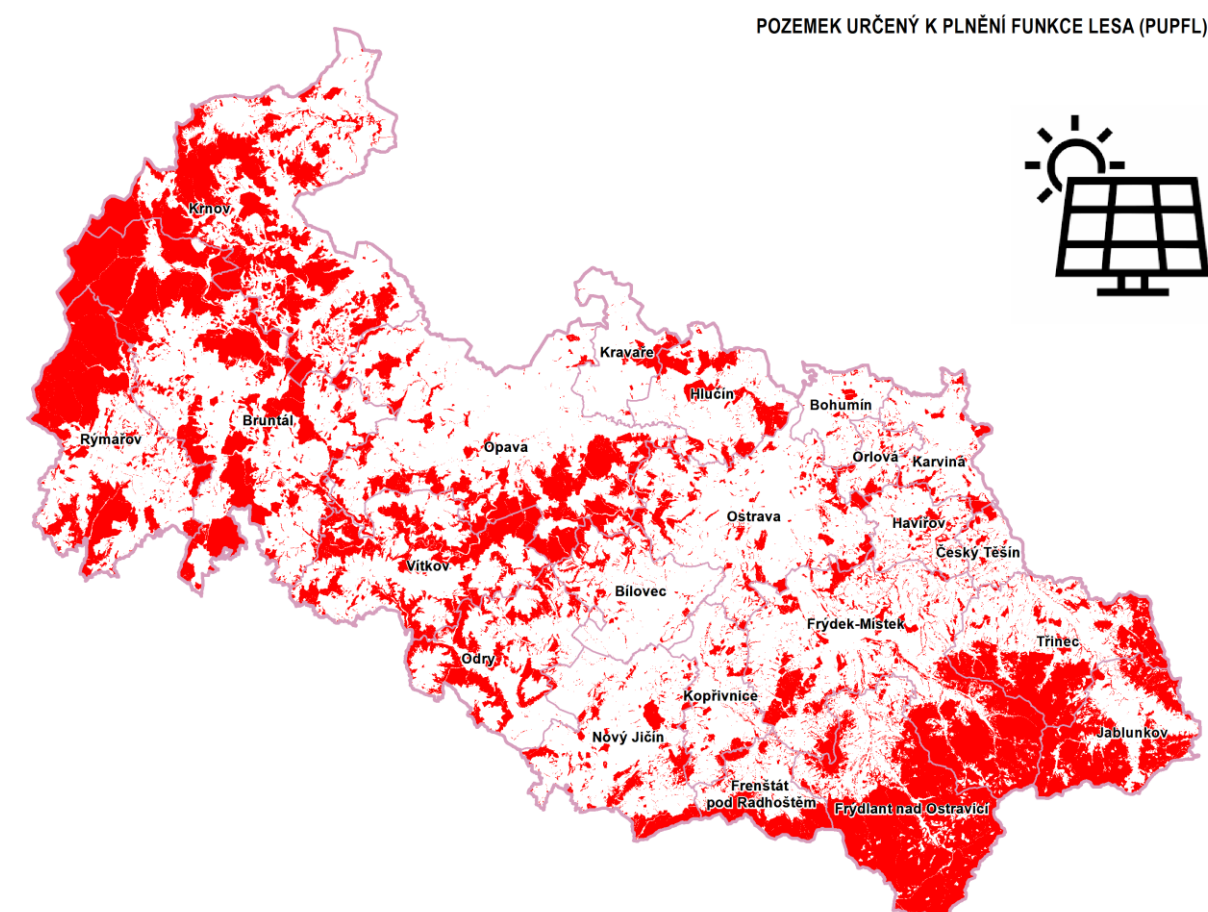 POZEMEK URČENÝ K PLNĚNÍ FUNKCE LESA (PUPFL)
Krnov
Kravaře
Hlučín
Bohumín
Rýmařov
Bruntál
Opava
Orlová
Karviná
Ostrava
Havířov
Český Těšín
Vítkov
Bílovec
Frýdek-Místek
Třinec
Odry
Kopřivnice
Nový Jičín
Jablunkov
Frenštát
pod Radhoštěm
Frýdlant nad Ostravicí